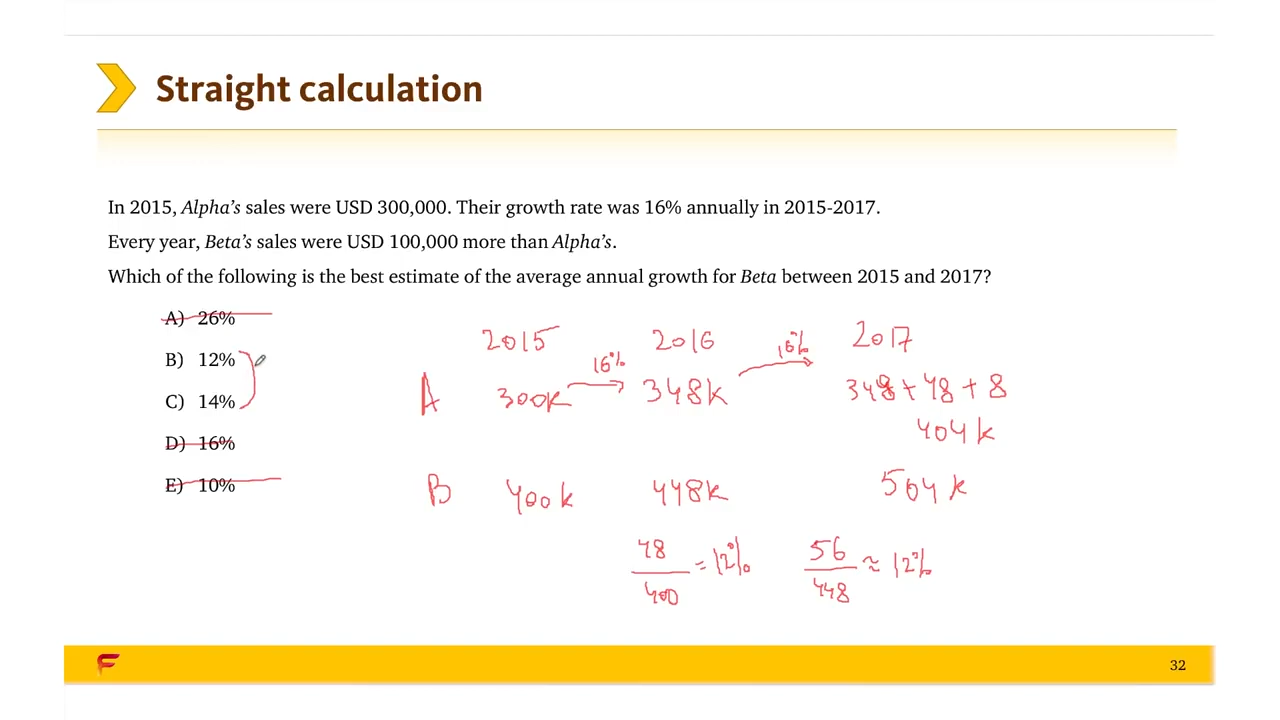 Straight calculation
In 2015, Alpha's sales were USD 300,000. Their growth rate was 16% annually in 2015-2017.
Every year, Beta's sales were USD 100,000 more than Alpha's.
Which of the following is the best estimate of the average annual growth for Beta between 2015 and 2017?
A) 26%
B) 12%
C) 14%
D) 16%
E) 10%
2015 2016 2017
16% 16%
A 300K 348K 348 + 48 + 8
404 k
B 400k 448K 504 k
48/400 = 12% 56/448 ≈ 12%
32